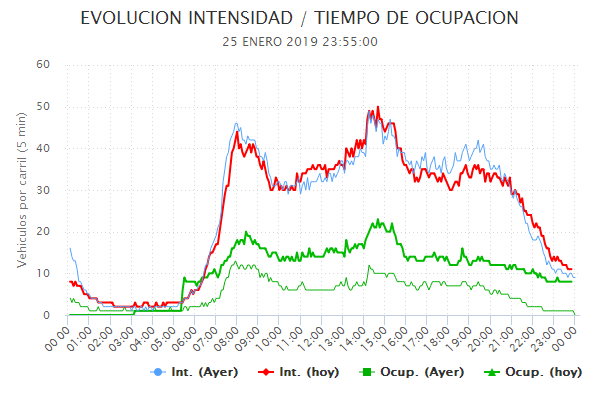 EVOLUCION INTENSIDAD / TIEMPO DE OCUPACION
25 ENERO 2019 23:55:00
Vehiculos por carril (5 min)
60
50
40
30
20
10
0
00:00 01:00 02:00 03:00 04:00 05:00 06:00 07:00 08:00 09:00 10:00 11:00 12:00 13:00 14:00 15:00 16:00 17:00 18:00 19:00 20:00 21:00 22:00 23:00 00:00
Int. (Ayer) Int. (hoy) Ocup. (Ayer) Ocup. (hoy)